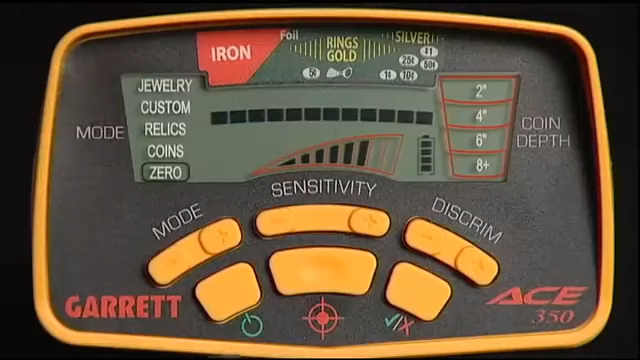 IRON
Foil
RINGS
GOLD
SILVER
$1
25¢
50¢
5¢
1¢
10¢
MODE
JEWELRY
CUSTOM
RELICS
COINS
ZERO
2"
4"
6"
8+
COIN
DEPTH
MODE
SENSITIVITY
DISCRIM
- +
- +
- +
GARRETT
ACE
350